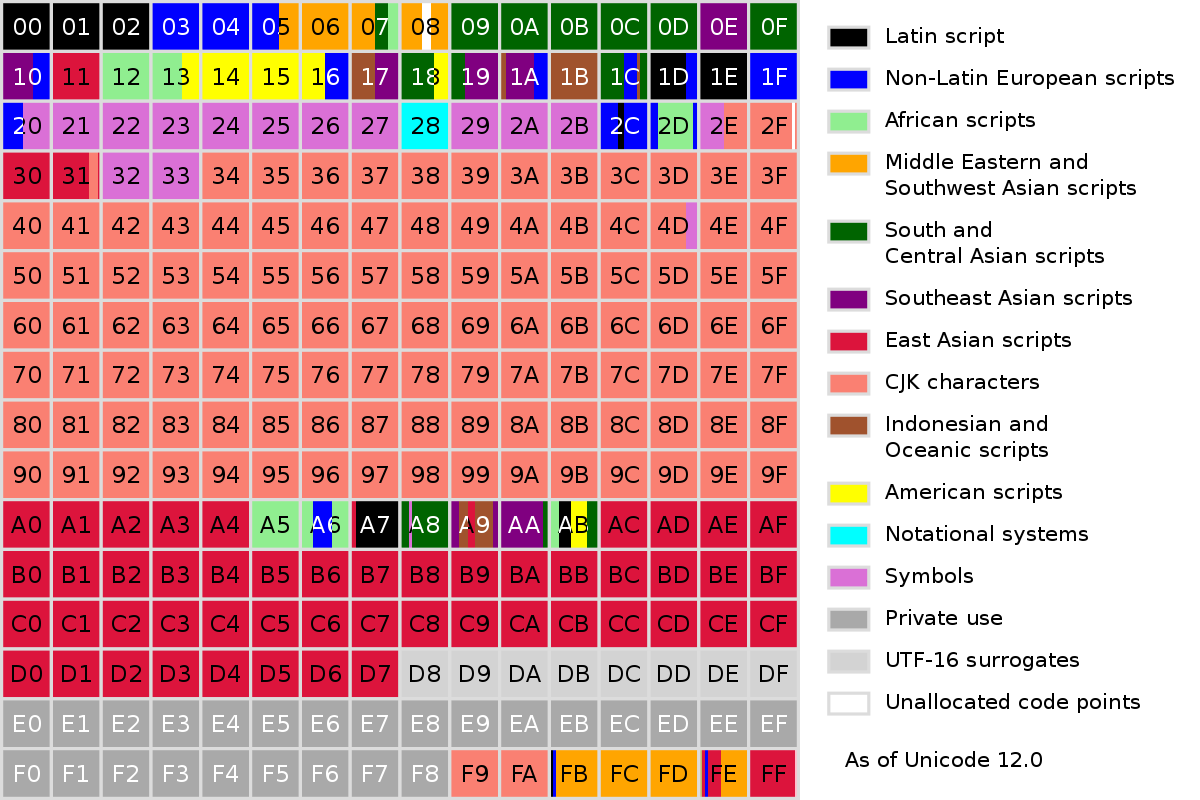 00 01 02 03 04 05 06 07 08 09 0A 0B 0C 0D 0E 0F
10 11 12 13 14 15 16 17 18 19 1A 1B 1C 1D 1E 1F
20 21 22 23 24 25 26 27 28 29 2A 2B 2C 2D 2E 2F
30 31 32 33 34 35 36 37 38 39 3A 3B 3C 3D 3E 3F
40 41 42 43 44 45 46 47 48 49 4A 4B 4C 4D 4E 4F
50 51 52 53 54 55 56 57 58 59 5A 5B 5C 5D 5E 5F
60 61 62 63 64 65 66 67 68 69 6A 6B 6C 6D 6E 6F
70 71 72 73 74 75 76 77 78 79 7A 7B 7C 7D 7E 7F
80 81 82 83 84 85 86 87 88 89 8A 8B 8C 8D 8E 8F
90 91 92 93 94 95 96 97 98 99 9A 9B 9C 9D 9E 9F
A0 A1 A2 A3 A4 A5 A6 A7 A8 A9 AA AB AC AD AE AF
B0 B1 B2 B3 B4 B5 B6 B7 B8 B9 BA BB BC BD BE BF
C0 C1 C2 C3 C4 C5 C6 C7 C8 C9 CA CB CC CD CE CF
D0 D1 D2 D3 D4 D5 D6 D7 D8 D9 DA DB DC DD DE DF
E0 E1 E2 E3 E4 E5 E6 E7 E8 E9 EA EB EC ED EE EF
F0 F1 F2 F3 F4 F5 F6 F7 F8 F9 FA FB FC FD FE FF
Latin script
Non-Latin European scripts
African scripts
Middle Eastern and
Southwest Asian scripts
South and
Central Asian scripts
Southeast Asian scripts
East Asian scripts
CJK characters
Indonesian and
Oceanic scripts
American scripts
Notational systems
Symbols
Private use
UTF-16 surrogates
Unallocated code points
As of Unicode 12.0